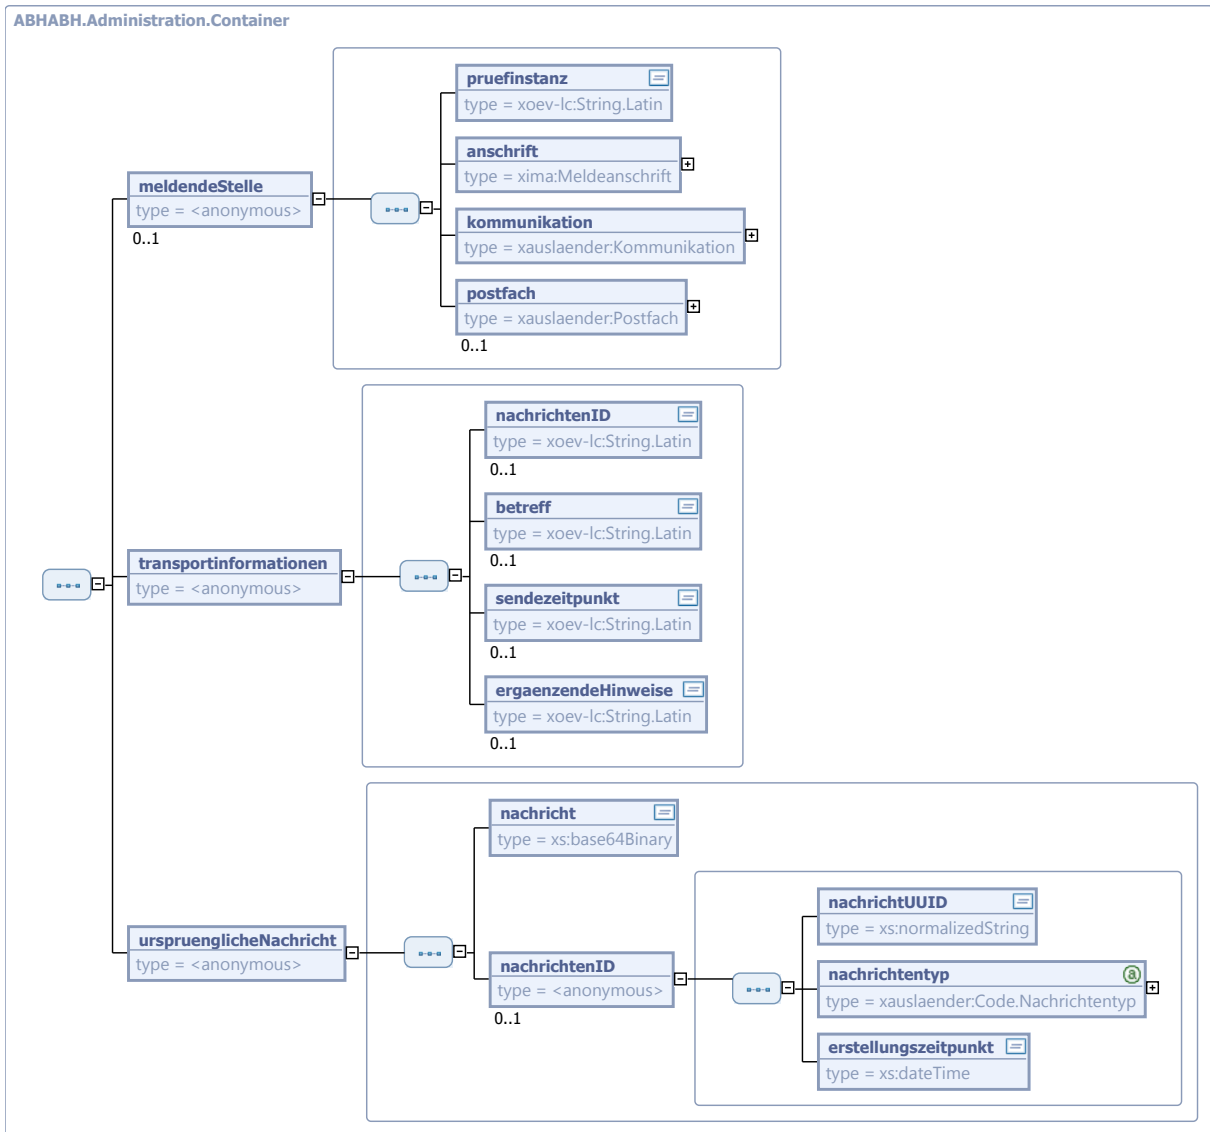 ABHABH.Administration.Container
pruefinstanz
type = xoev-lc:String.Latin
anschrift
type = xima:Meldeanschrift
meldendeStelle
type = <anonymous>
0..1
kommunikation
type = xauslaender:Kommunikation
postfach
type = xauslaender:Postfach
0..1
nachrichtenID
type = xoev-lc:String.Latin
0..1
betreff
type = xoev-lc:String.Latin
0..1
transportinformationen
type = <anonymous>
sendezeitpunkt
type = xoev-lc:String.Latin
0..1
ergaenzendeHinweise
type = xoev-lc:String.Latin
0..1
nachricht
type = xs:base64Binary
urspruenglicheNachricht
type = <anonymous>
nachrichtenID
type = <anonymous>
0..1
nachrichtUUID
type = xs:normalizedString
nachrichtentyp
a
type = xauslaender:Code.Nachrichtentyp
erstellungszeitpunkt
type = xs:dateTime